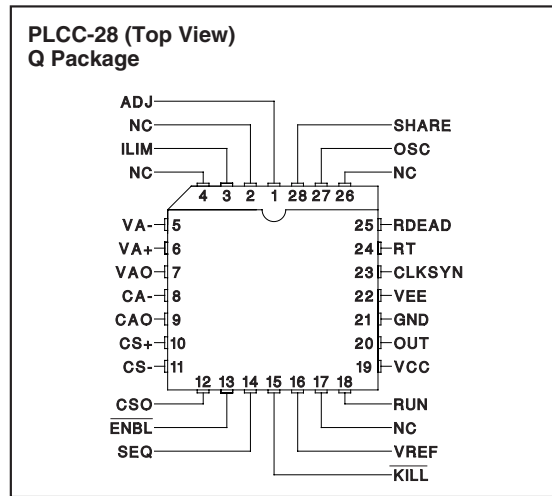 PLCC-28 (Top View)
Q Package
ADJ
NC
SHARE
ILIM
OSC
NC
NC
4 3 2 1 28 27 26
VA- 5 25 RDEAD
VA+ 6 24 RT
VAO 7 23 CLKSYN
CA- 8 22 VEE
CAO 9 21 GND
CS+ 10 20 OUT
CS- 11 19 VCC
12 13 14 15 16 17 18
CSO
RUN
ENBL
NC
SEQ
VREF
KILL